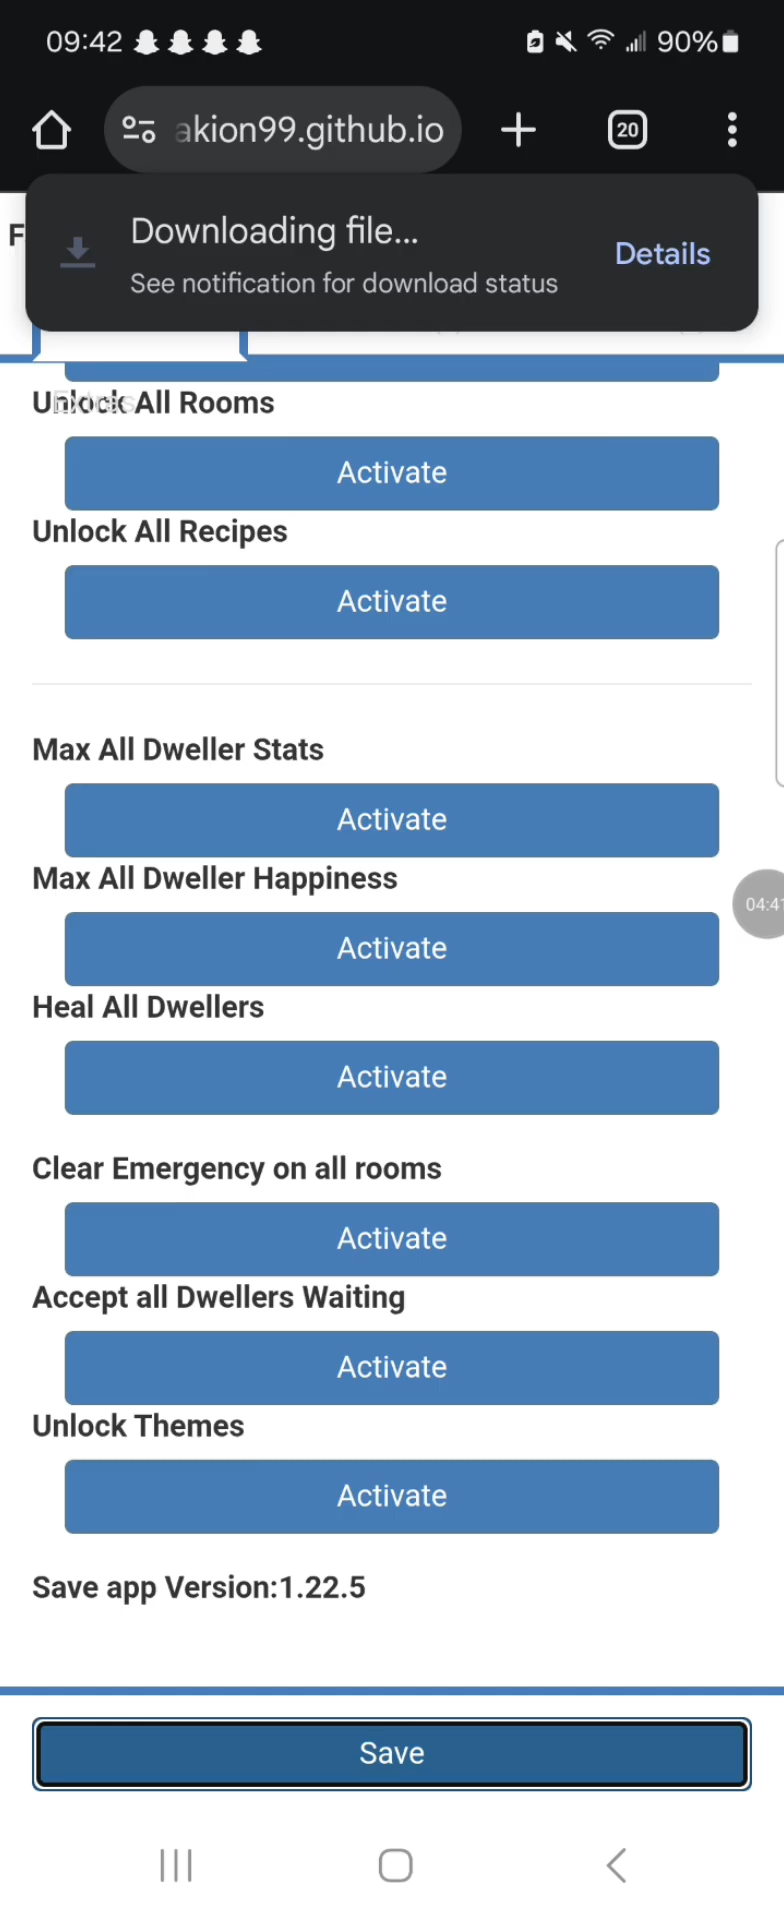 09:42
90%
akion99.github.io
20
Downloading file...
See notification for download status
Details
F
Unlock All Rooms
Extras
Activate
Unlock All Recipes
Activate
Max All Dweller Stats
Activate
Max All Dweller Happiness
Activate
04:41
Heal All Dwellers
Activate
Clear Emergency on all rooms
Activate
Accept all Dwellers Waiting
Activate
Unlock Themes
Activate
Save app Version:1.22.5
Save